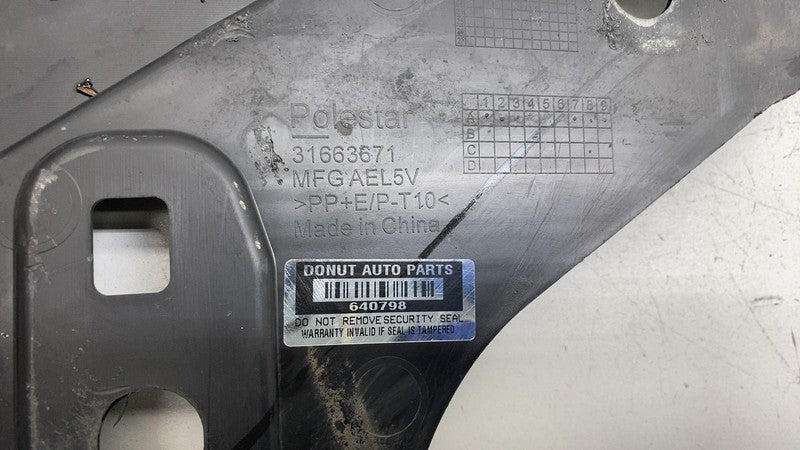 Polestar
31663671
MFG AEL5V
>PP+E/P-T10<
Made in China
1 2 3 4 5 6 7 8 9
A
B
C
D
DONUT AUTO PARTS
640798
DO NOT REMOVE SECURITY SEAL
WARRANTY INVALID IF SEAL IS TAMPERED